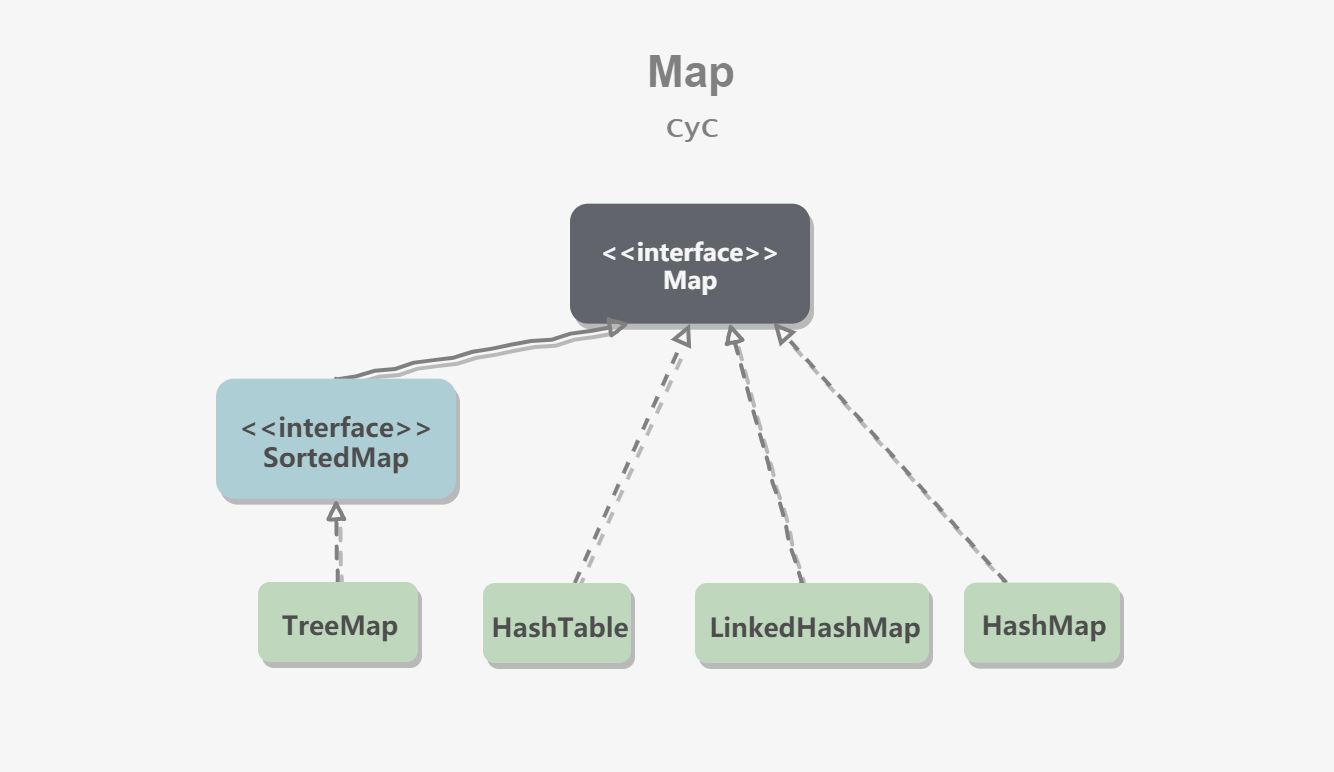 Map
CyC
<<interface>>
Map
<<interface>>
SortedMap
TreeMap
HashTable
LinkedHashMap
HashMap